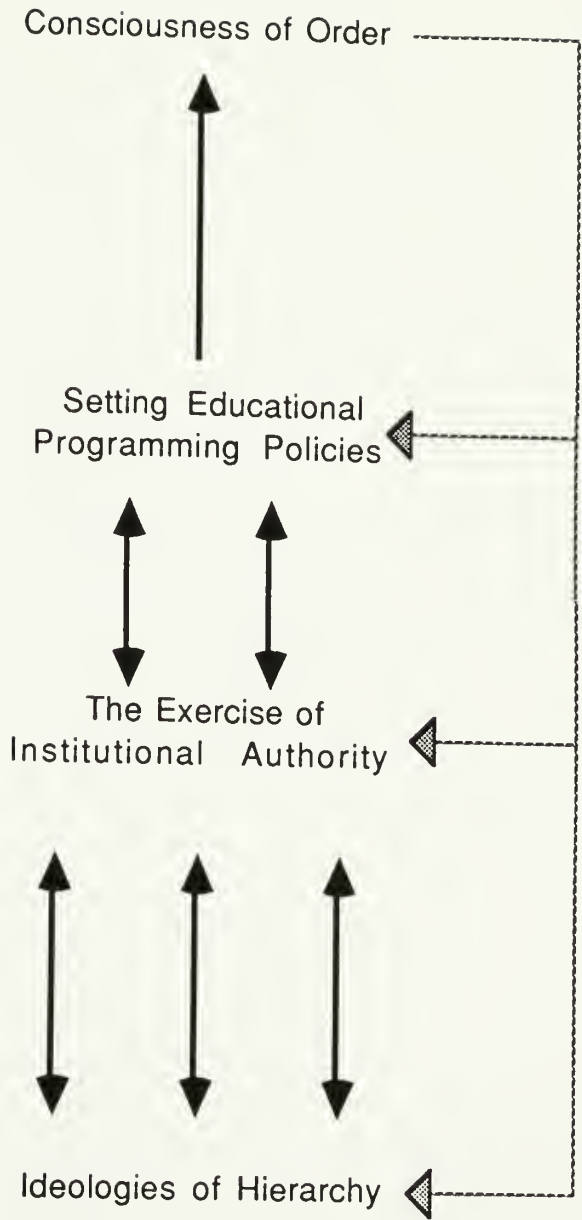 Consciousness of Order
Setting Educational
Programming Policies
The Exercise of
Institutional Authority
Ideologies of Hierarchy